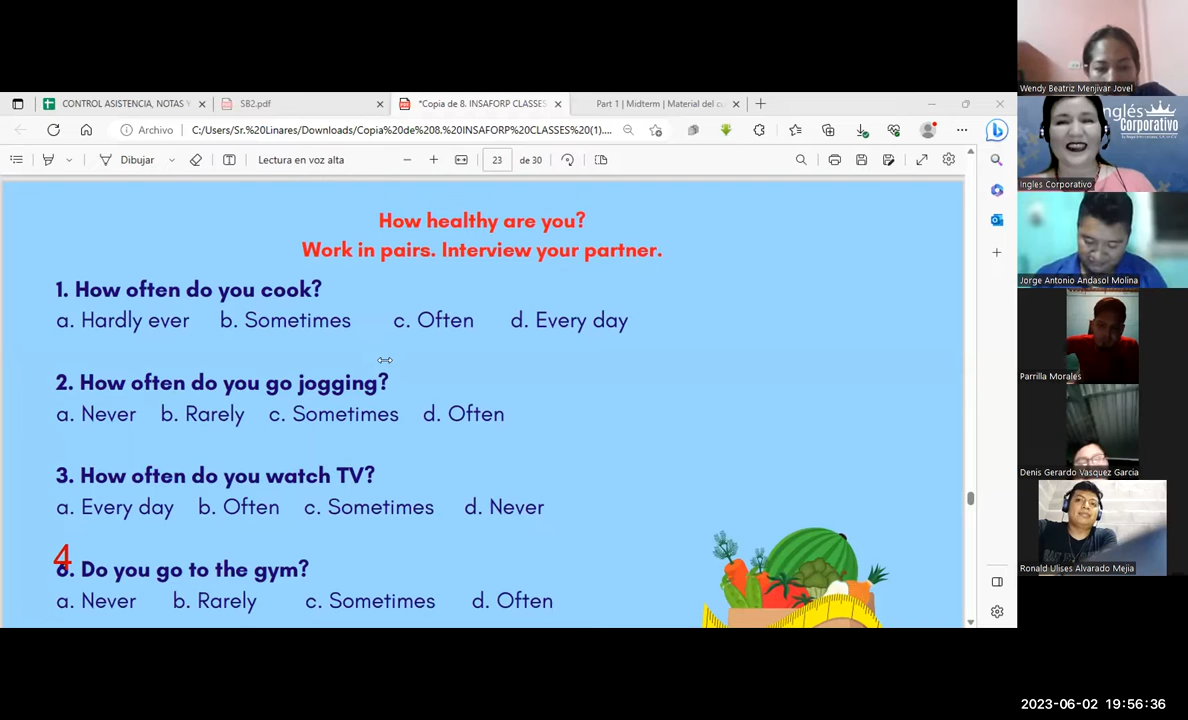 Wendy Beatriz Menjivar Jovel
CONTROL ASISTENCIA, NOTAS Y
SB2.pdf
*Copia de 8. INSAFORP CLASSES
Part 1 | Midterm | Material del cu
Archivo
C:/Users/Sr.%20Linares/Downloads/Copia%20de%208.%20INSAFORP%20CLASSES%20(1)....
Inglés
Corporativo
Ingles Corporativo
Dibujar
Lectura en voz alta
23
de 30
How healthy are you?
Work in pairs. Interview your partner.
1. How often do you cook?
a. Hardly ever b. Sometimes c. Often d. Every day
2. How often do you go jogging?
a. Never b. Rarely c. Sometimes d. Often
3. How often do you watch TV?
a. Every day b. Often c. Sometimes d. Never
4
6. Do you go to the gym?
a. Never b. Rarely c. Sometimes d. Often
Jorge Antonio Andasol Molina
Parrilla Morales
Denis Gerardo Vasquez Garcia
Ronald Ulises Alvarado Mejia
2023-06-02 19:56:36